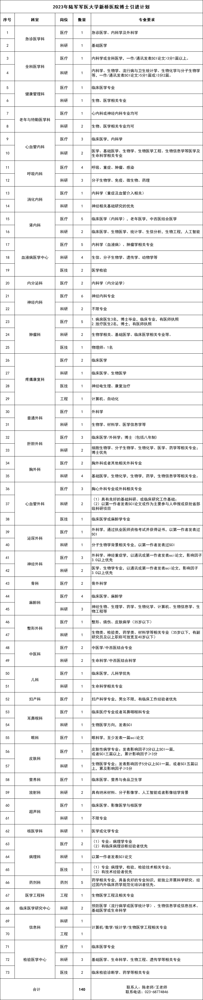 2023年陆军军医大学新桥医院博士引进计划
序号 科室 岗位 数量 专业要求
1 急诊医学科 医疗 1 急诊医学、内科学及外科学
2 科研 1 基础医学
3 全科医学科 医疗 1 内科学或全科医学，一作/通讯发表SCI论文>3分1篇以上。
4 科研 1 内科学、生物学、流行病与卫生统计学、生物化学与分子生物学
等，一作/通讯发表SCI论文>5分1篇或>3分2篇。
5 健康管理科 医疗 1 临床医学专业
6 科研 1 生物、医学相关专业
7 老年与特勤医学科 医疗 1 心内科或神经内科专业均可
8 科研 2 生物、医学相关专业均可
9 心血管内科 医疗 3 临床医学，内科学
10 科研 2 医学、基础医学、生物学、生物医学工程、生物信息学等医学及
生命科学相关专业
11 呼吸内科 医疗 4 呼吸、重症、肿瘤、感染
12 科研 3 分子生物学、免疫、微生物、药理
13 消化内科 医疗 1 内科学（重症及血管介入相关）
14 科研 1 神经相关基础研究的优先
15 肾内科 医疗 5 临床医学（内科学），老年医学，中西医结合医学
16 科研 2 临床医学、生物医学、统计学、生信分析，生物工程，人工智能
17 血液病医学中心 医疗 5 内科学（血液病）、肿瘤学相关专业
18 科研 4 生信、分子生物学、遗传学、动物学等
19 医技 2 医学检验
20 内分泌科 医疗 2 内科学（内分泌学）
21 神经内科 医疗 6 神经内科专业
22 科研 2 不限专业
23 肿瘤科 医疗 5 1.病房医生3名，博士毕业，临床专业，有医师执照
2.放疗医生2名，博士，有医师执照
24 科研 2 生物学相关、基础医学、临床医学相关专业等。
25 医技 1 物理师：1名
26 疼痛康复科 医疗 2 临床医学
27 科研 1 临床医学、生物医学
28 医技 1 神经电生理、康复治疗
29 工程 1 计算机、自动化
30 普通外科 医疗 1 外科学
31 科研 1 生物学、材料学、医学信息学等
32 肝胆外科 医疗 3 临床医学/外科学；博士（包括八年制）
33 科研 2 细胞生物学、分子生物学、生物化学、医学、药学等相关专业；
博士优先
34 胸外科 医疗 2 胸外科或者其他相关外科专业
35 科研 4 基础医学，生物化学，生物学，药学，生物信息学等相关专业。
36 心血管外科 医疗 3 胸心外科专业或外科相关专业
37 科研 2 （1）具有良好的基础科研、或临床研究工作基础；
（2）以第一作者发表SCI论文或作为主要参与人申报或获批省部
级科研项目
38 医技 1 临床医学或麻醉学专业
39 泌尿外科 医疗 1 外科学，通过执业医师资格考试并获得证书，以第一作者发表过
SCI
40 科研 1 分子生物学背景相关专业，以第一作者发表过SCI
41 神经外科 医疗 3 外科学、神经重症学，以通讯或第一作者发表sci论文，影响因子
3.0以上优先
42 科研 2 医学、生物学专业，以通讯或第一作者发表sci论文，影响因子
3.0以上优先
43 骨科 医疗 2 骨外科学
44 麻醉科 医疗 4 临床医学、麻醉学
45 科研 3 神经生物、生理学、药学、生物化学、计算机、生物信息学、生
物工程等
46 整形外科 医疗 1 整形、烧伤、皮肤病学（35岁以下）
47 科研 1 生物类、检验类，药学类、材料学等相关专业（35岁以下，有副
研究员及以上职称可放宽至40岁以下）
48 中医科 医疗 2 中医学/中西医结合专业
49 科研 2 生命科学/中西医结合科学
50 儿科 医疗 1 临床医学，儿科学优先
51 科研 1 生命科学相关专业
52 妇产科 医疗 2 妇产科学专业，男女不限，有临床工作经验者优先
53 耳鼻喉科 医疗 1 临床医疗专业或者耳鼻咽喉科专业
54 科研 1 生物医学方向，发表SCI
55 眼科 医疗 1 眼科学，至少发表一篇sci论文
56 皮肤科 医疗 1 皮肤性病学专业；发表影响因子3分以上SCI一篇，
或者SCI三篇以上，累计影响因子≥3分
57 科研 1 生物医学专业；发表影响因子5分以上SCI一篇，或者SCI五篇以
上，累及影响因子≥5分
58 营养科 医疗 1 临床医学、营养与食品卫生学
59 放射科 科研 2 具有纳米材料、分子影像学、人工智能或者影像组学背景
60 超声科 医疗 1 临床医学、影像医学与核医学
61 科研 1 不限专业
62 核医学科 科研 1 医学或化学专业
63 病理科 医疗 2 （1）专业：病理学专业
（2）有临床病理诊断经验者优先
64 科研 1 以第一作者发表SCI论文
65 医技 1 （1）专业:病理学，检验，检验技术相关专业；
（2）有技术经验者优先
66 药剂科 药剂 5 药学相关专业，具备良好的专业知识，能独立开展科学研究。经
过国内外临床药学规范化培训者优先。
67 医学工程科 工程 1 生物医学工程及相关专业
68 临床医学研究中心 科研 2 预防医学（流行病学或医学统计学）、生物信息学或信息技术、
基础医学或生命科学
69 信息科 科研 1 计算机/数学/统计学/生物医学工程相关专业
70 工程 1
71 检验医学中心 医疗 1 临床医学专业
72 科研 3 基础医学、生命科学、生物工程、遗传学等相关专业
73 医技 2 临床检验诊断学、药学等相关专业
合计 140 联系人：陈老师/王老师
联系电话：023-68774846